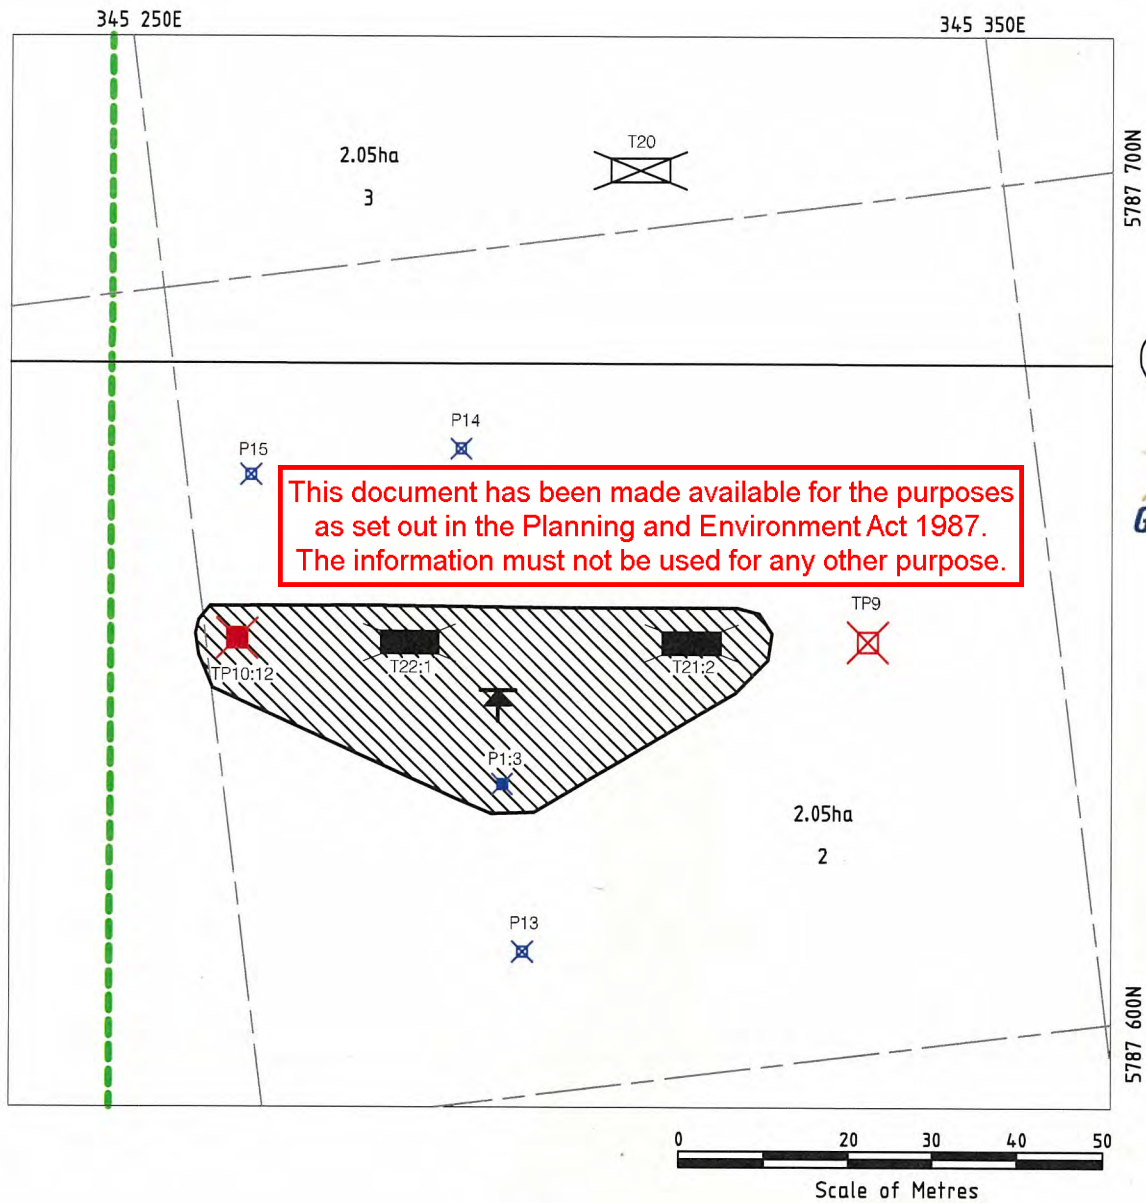 345 250E
345 350E
T20
2.05ha
3
5787 700N
P14
P15
This document has been made available for the purposes
as set out in the Planning and Environment Act 1987.
The information must not be used for any other purpose.
G
TP9
TP10:12
T22:1
T21:2
P1:3
2.05ha
2
P13
5787 600N
0 20 30 40 50
Scale of Metres